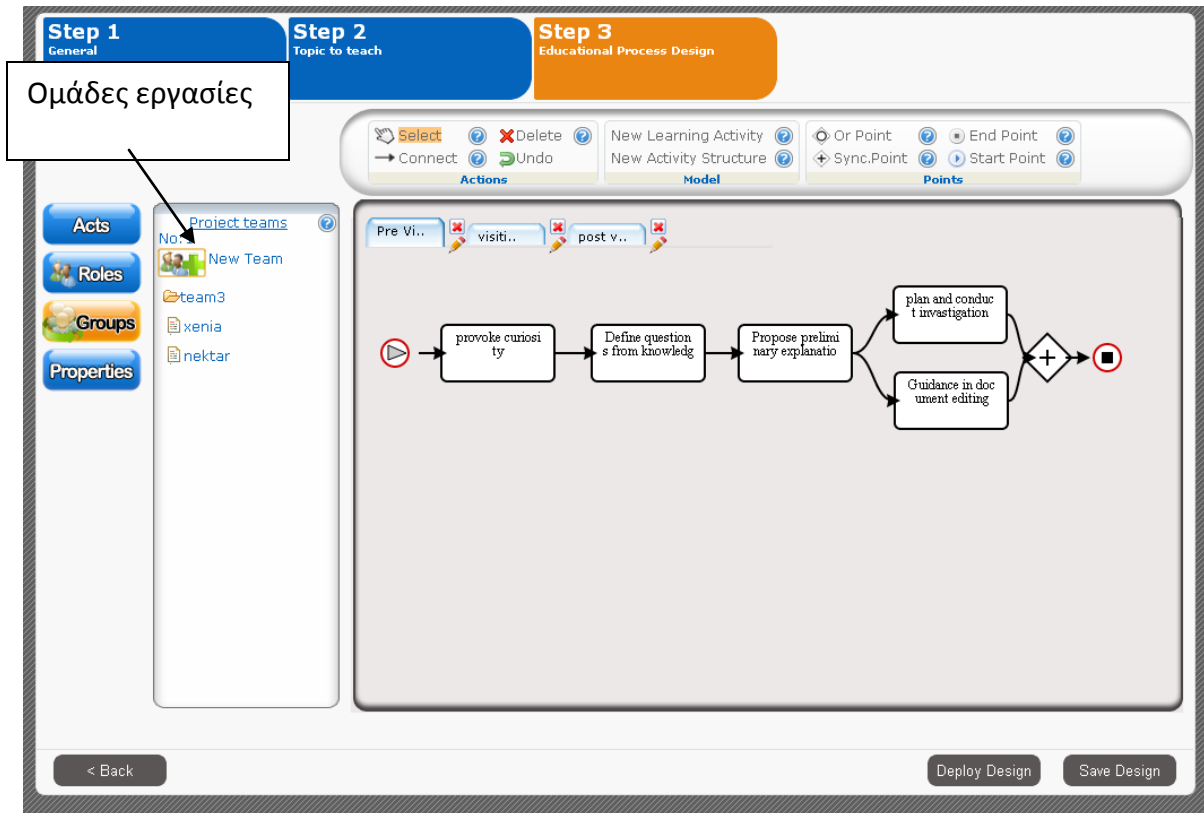 Step 1
General
Step 2
Topic to teach
Step 3
Educational Process Design
Ομάδες εργασίες
Select
Delete
Connect
Undo
Actions
New Learning Activity
New Activity Structure
Model
Or Point
End Point
Sync.Point
Start Point
Points
Acts
Roles
Groups
Properties
Project teams
No:
New Team
team3
xenia
nektar
Pre Vi..
visiti..
post v..
provoke curiosi
ty
Define question
s from knowledg
Propose prelimi
nary explanatio
plan and conduc
t invastigation
Guidance in doc
ument editing
< Back
Deploy Design
Save Design